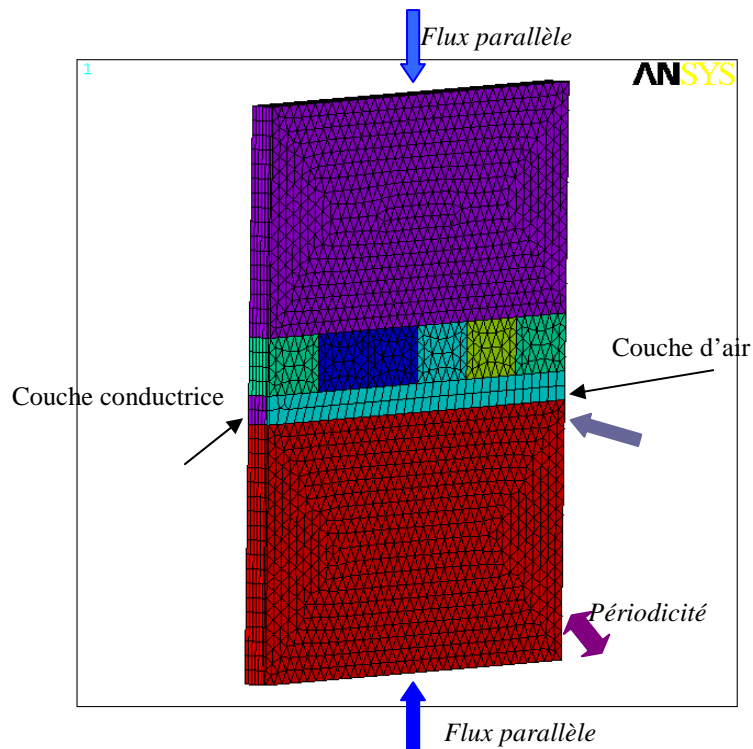 Flux parallèle
1
ANSYS
Couche d'air
Couche conductrice
Périodicité
Flux parallèle